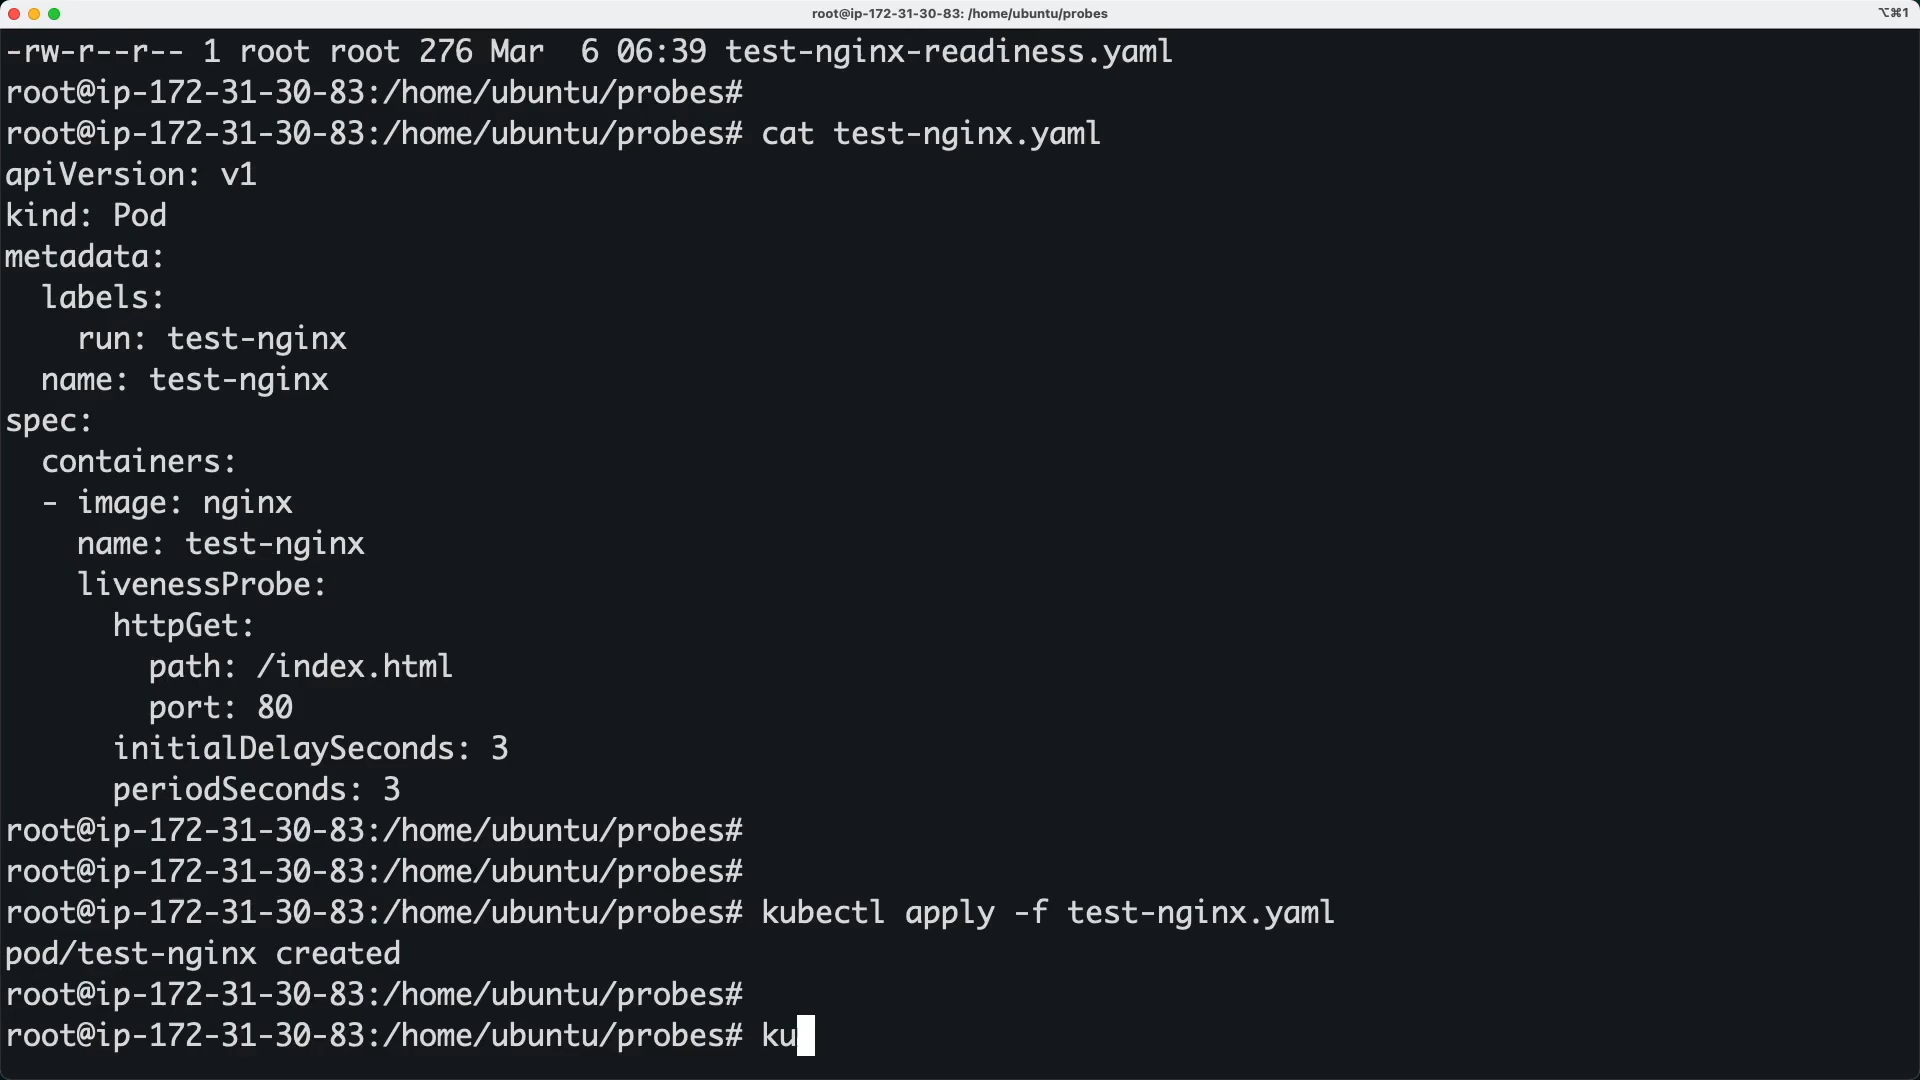 root@ip-172-31-30-83: /home/ubuntu/probes
⌥⌘1
-rw-r--r-- 1 root root 276 Mar  6 06:39 test-nginx-readiness.yaml
root@ip-172-31-30-83:/home/ubuntu/probes#
root@ip-172-31-30-83:/home/ubuntu/probes# cat test-nginx.yaml
apiVersion: v1
kind: Pod
metadata:
  labels:
    run: test-nginx
  name: test-nginx
spec:
  containers:
  - image: nginx
    name: test-nginx
    livenessProbe:
      httpGet:
        path: /index.html
        port: 80
      initialDelaySeconds: 3
      periodSeconds: 3
root@ip-172-31-30-83:/home/ubuntu/probes#
root@ip-172-31-30-83:/home/ubuntu/probes#
root@ip-172-31-30-83:/home/ubuntu/probes# kubectl apply -f test-nginx.yaml
pod/test-nginx created
root@ip-172-31-30-83:/home/ubuntu/probes#
root@ip-172-31-30-83:/home/ubuntu/probes# ku